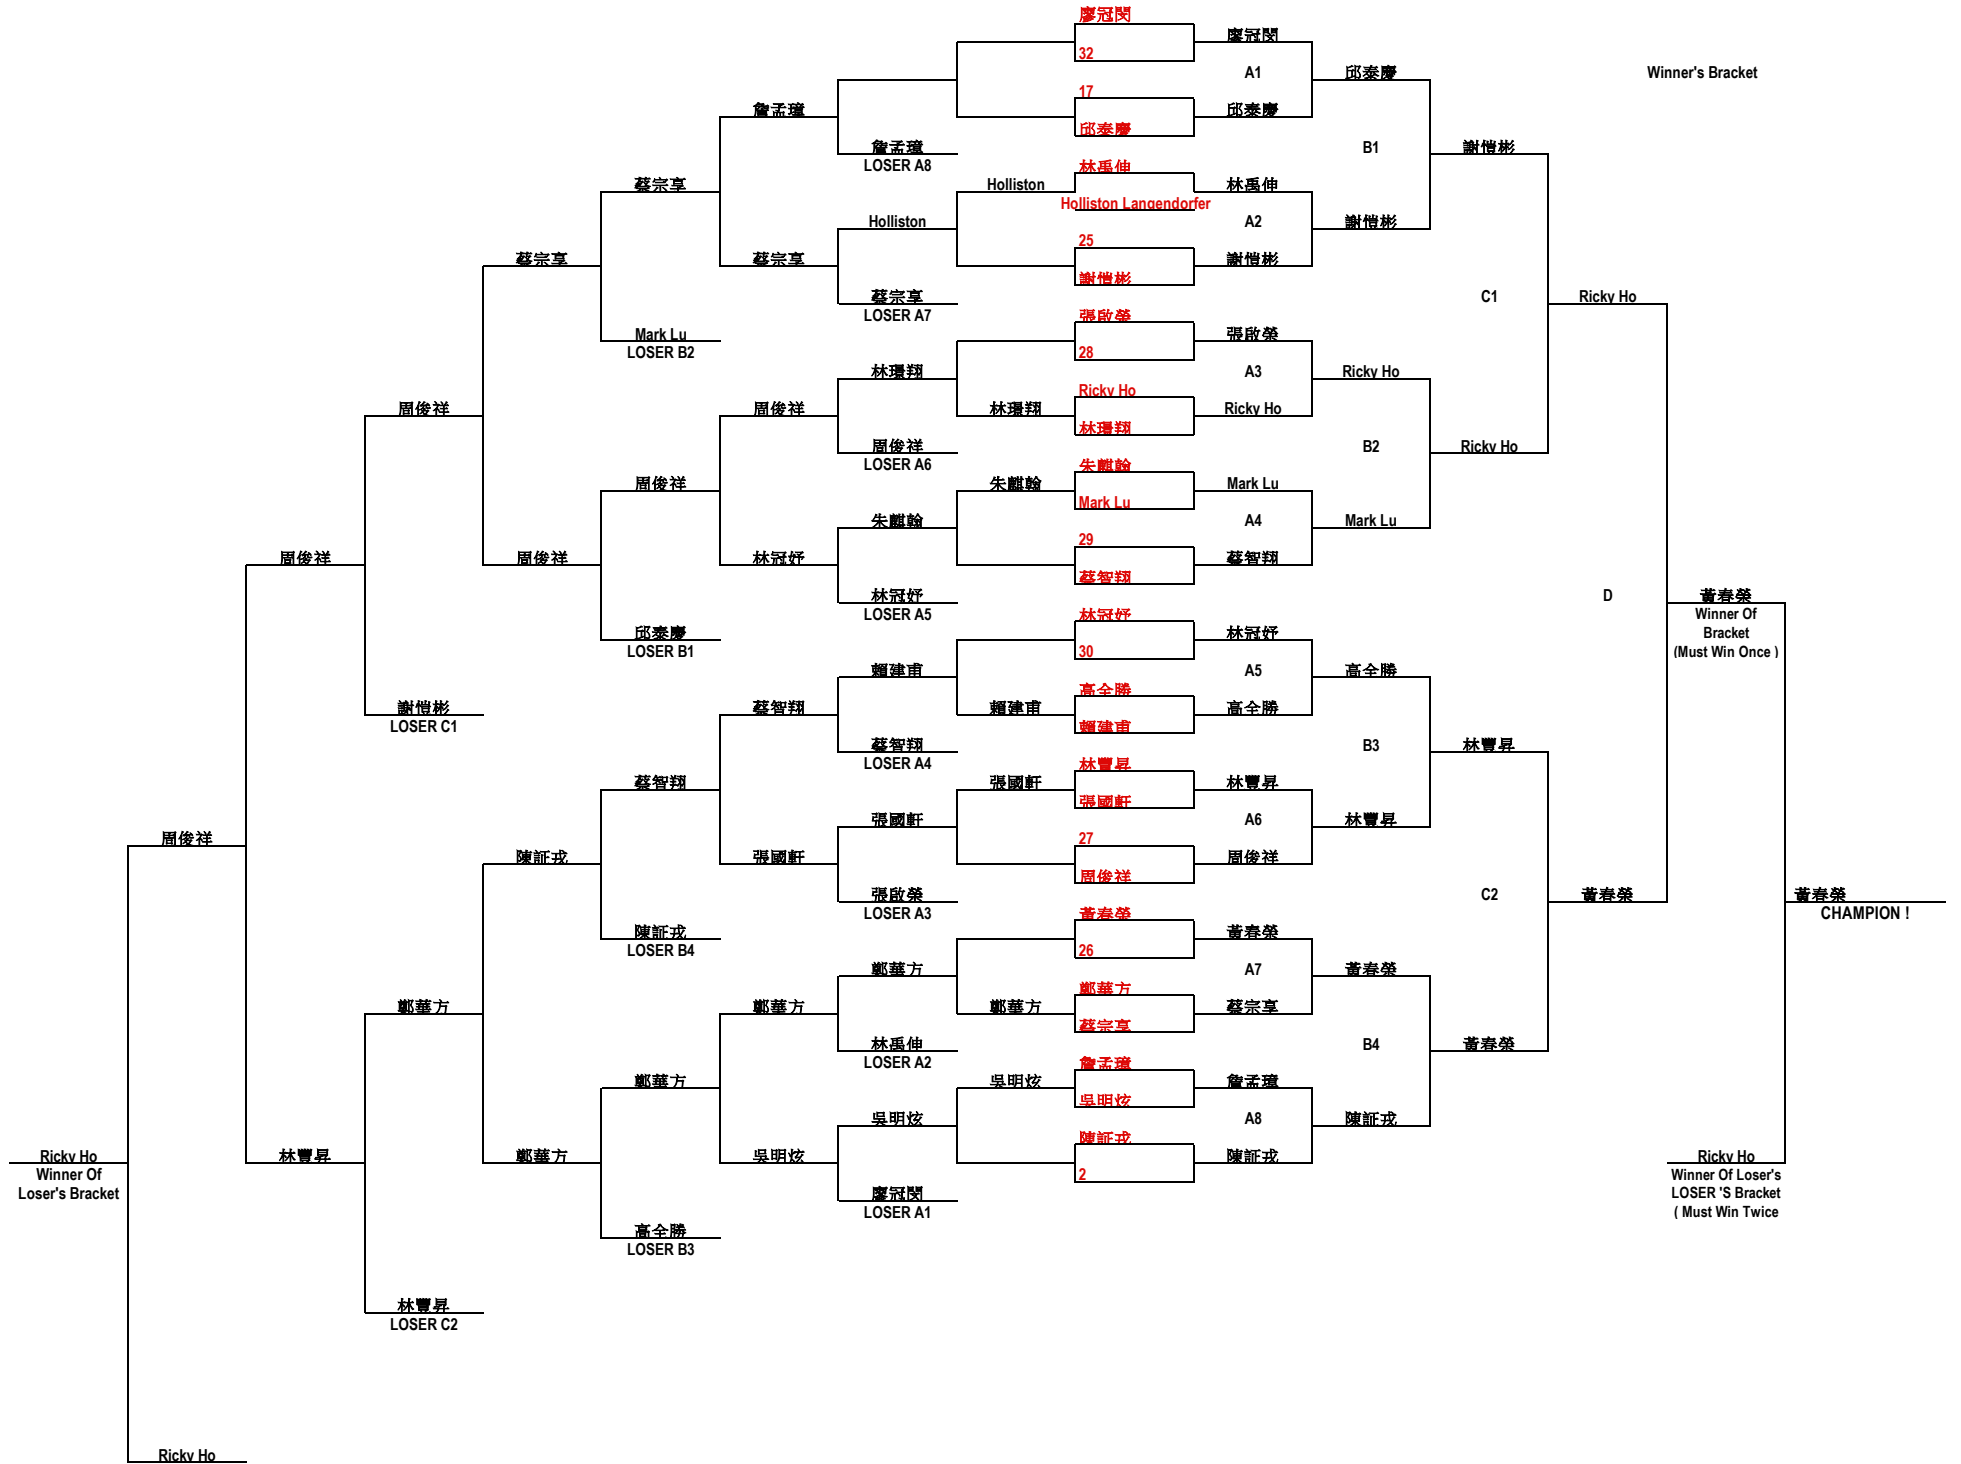 廖冠閔
廖冠閔
32
A1
邱泰慶
Winner's Bracket
17
詹孟璋
邱泰慶
邱泰慶
詹孟璋
B1
謝愷彬
LOSER A8
林禹伸
蔡宗享
Holliston
林禹伸
Holliston Langendorfer
Holliston
A2
謝愷彬
25
蔡宗享
蔡宗享
謝愷彬
謝愷彬
蔡宗享
C1
Ricky Ho
LOSER A7
張啟榮
Mark Lu
張啟榮
LOSER B2
28
林環翔
A3
Ricky Ho
Ricky Ho
周俊祥
周俊祥
林環翔
Ricky Ho
林環翔
周俊祥
B2
Ricky Ho
LOSER A6
朱麒翰
周俊祥
朱麒翰
Mark Lu
Mark Lu
朱麒翰
A4
Mark Lu
29
周俊祥
周俊祥
林冠妤
蔡智翔
蔡智翔
林冠妤
D
黃春榮
LOSER A5
林冠妤
Winner Of
邱泰慶
林冠妤
Bracket
LOSER B1
30
(Must Win Once )
賴建甫
A5
高全勝
高全勝
謝愷彬
蔡智翔
賴建甫
高全勝
LOSER C1
賴建甫
蔡智翔
B3
林豐昇
LOSER A4
林豐昇
蔡智翔
張國軒
林豐昇
張國軒
張國軒
A6
林豐昇
周俊祥
27
陳証戎
張國軒
周俊祥
周俊祥
張啟榮
C2
黃春榮
黃春榮
LOSER A3
黃春榮
CHAMPION !
陳証戎
黃春榮
LOSER B4
26
鄭華方
A7
黃春榮
鄭華方
鄭華方
鄭華方
鄭華方
蔡宗享
蔡宗享
林禹伸
B4
黃春榮
LOSER A2
詹孟璋
鄭華方
吳明炫
詹孟璋
吳明炫
吳明炫
A8
陳証戎
陳証戎
Ricky Ho
林豐昇
鄭華方
吳明炫
陳証戎
Ricky Ho
Winner Of
2
Winner Of Loser's
Loser's Bracket
廖冠閔
LOSER 'S Bracket
LOSER A1
( Must Win Twice
高全勝
LOSER B3
林豐昇
LOSER C2
Ricky Ho